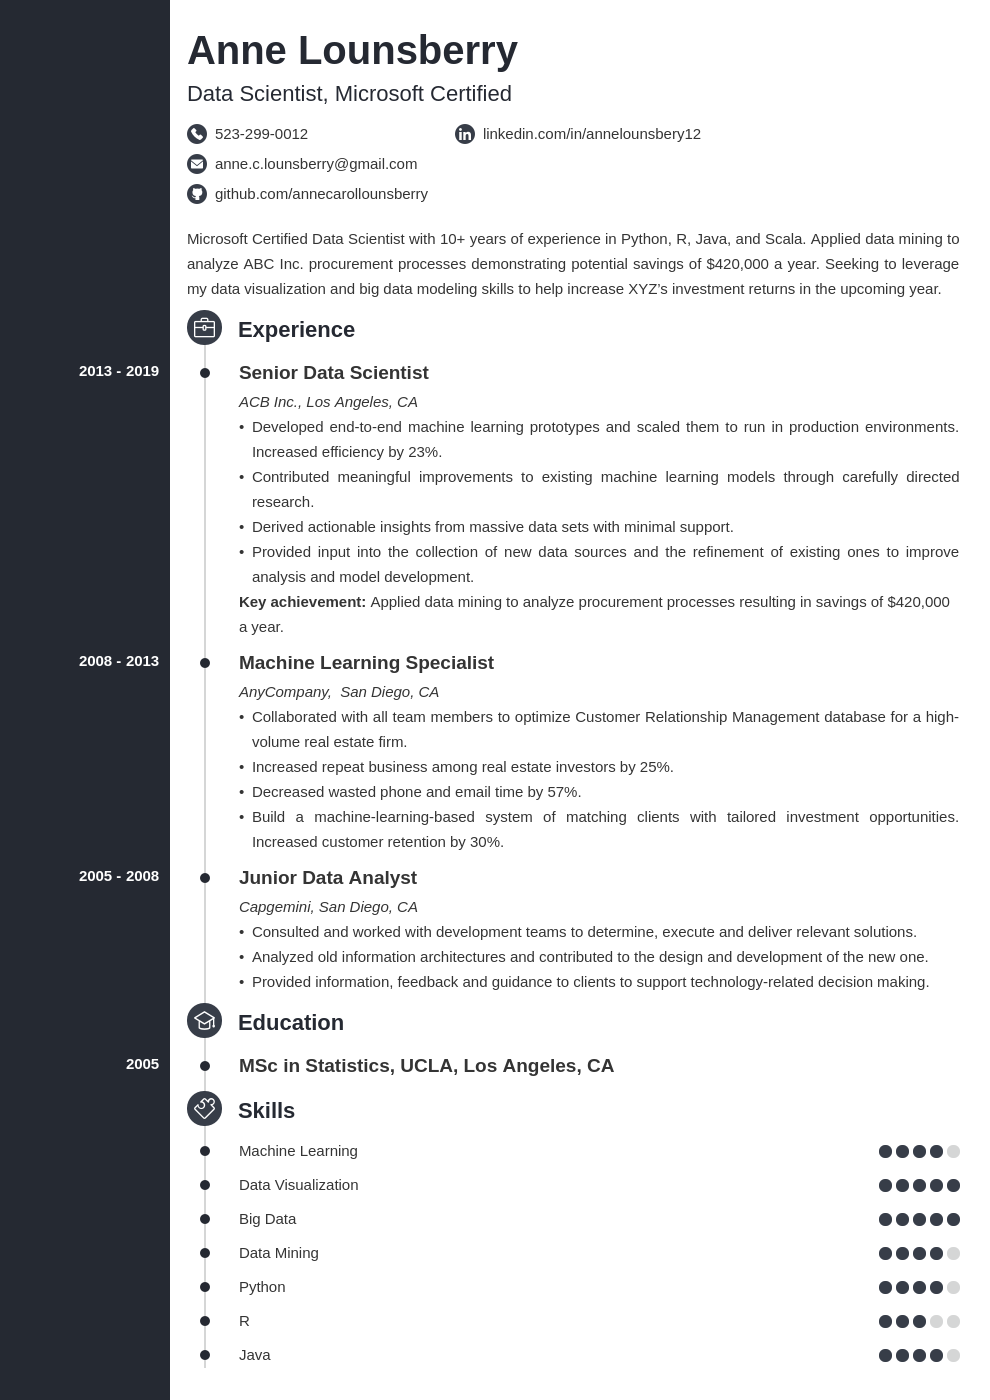 Anne Lounsberry
Data Scientist, Microsoft Certified
523-299-0012
linkedin.com/in/annelounsbery12
anne.c.lounsberry@gmail.com
github.com/annecarollounsberry
Microsoft Certified Data Scientist with 10+ years of experience in Python, R, Java, and Scala. Applied data mining to
analyze ABC Inc. procurement processes demonstrating potential savings of $420,000 a year. Seeking to leverage
my data visualization and big data modeling skills to help increase XYZ’s investment returns in the upcoming year.
Experience
2013 - 2019
Senior Data Scientist
ACB Inc., Los Angeles, CA
• Developed end-to-end machine learning prototypes and scaled them to run in production environments.
Increased efficiency by 23%.
• Contributed meaningful improvements to existing machine learning models through carefully directed
research.
• Derived actionable insights from massive data sets with minimal support.
• Provided input into the collection of new data sources and the refinement of existing ones to improve
analysis and model development.
Key achievement: Applied data mining to analyze procurement processes resulting in savings of $420,000
a year.
2008 - 2013
Machine Learning Specialist
AnyCompany,  San Diego, CA
• Collaborated with all team members to optimize Customer Relationship Management database for a high-
volume real estate firm.
• Increased repeat business among real estate investors by 25%.
• Decreased wasted phone and email time by 57%.
• Build a machine-learning-based system of matching clients with tailored investment opportunities.
Increased customer retention by 30%.
2005 - 2008
Junior Data Analyst
Capgemini, San Diego, CA
• Consulted and worked with development teams to determine, execute and deliver relevant solutions.
• Analyzed old information architectures and contributed to the design and development of the new one.
• Provided information, feedback and guidance to clients to support technology-related decision making.
Education
2005
MSc in Statistics, UCLA, Los Angeles, CA
Skills
Machine Learning
Data Visualization
Big Data
Data Mining
Python
R
Java